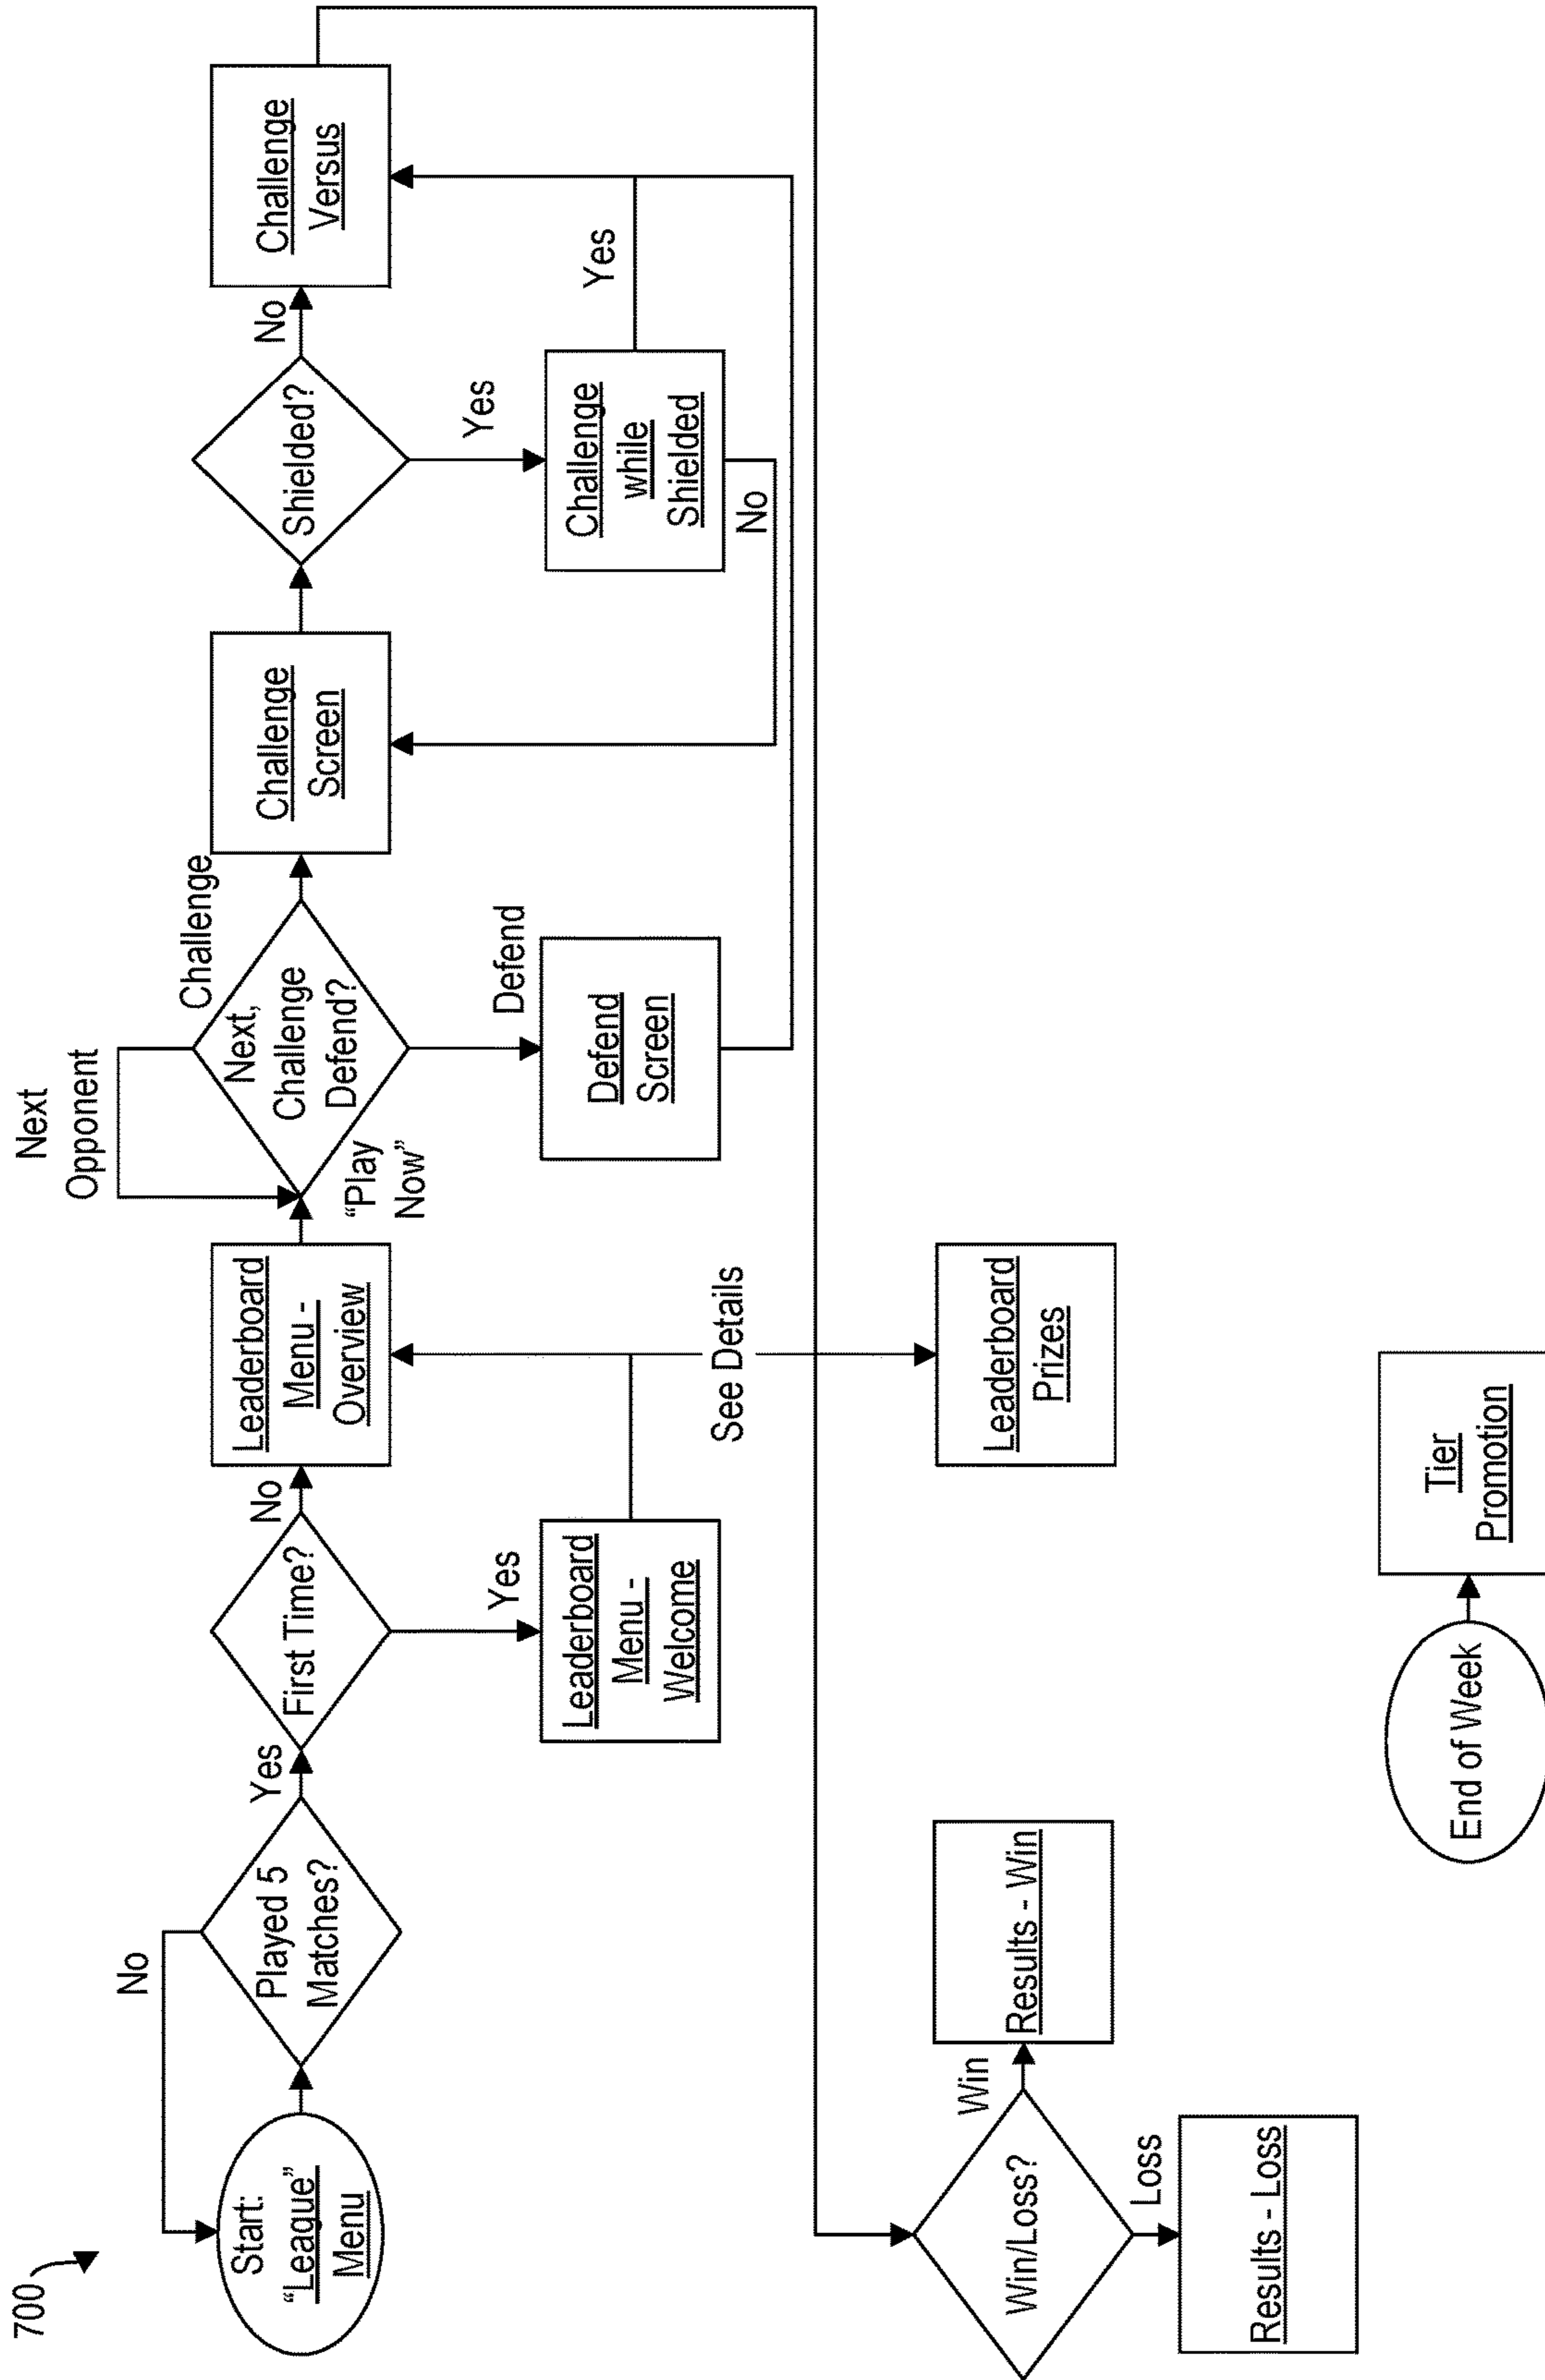 700
Start:
“League”
Menu
No
Played 5
Matches?
Yes
First Time?
No
Yes
Leaderboard
Menu -
Welcome
Leaderboard
Menu -
Overview
See Details
Leaderboard
Prizes
“Play
Now”
Next
Opponent
Next,
Challenge
Defend?
Challenge
Defend
Defend
Screen
Challenge
Screen
Shielded?
No
Yes
Challenge
while
Shielded
Yes
No
Challenge
Versus
Win/Loss?
Win
Results - Win
Loss
Results - Loss
End of Week
Tier
Promotion